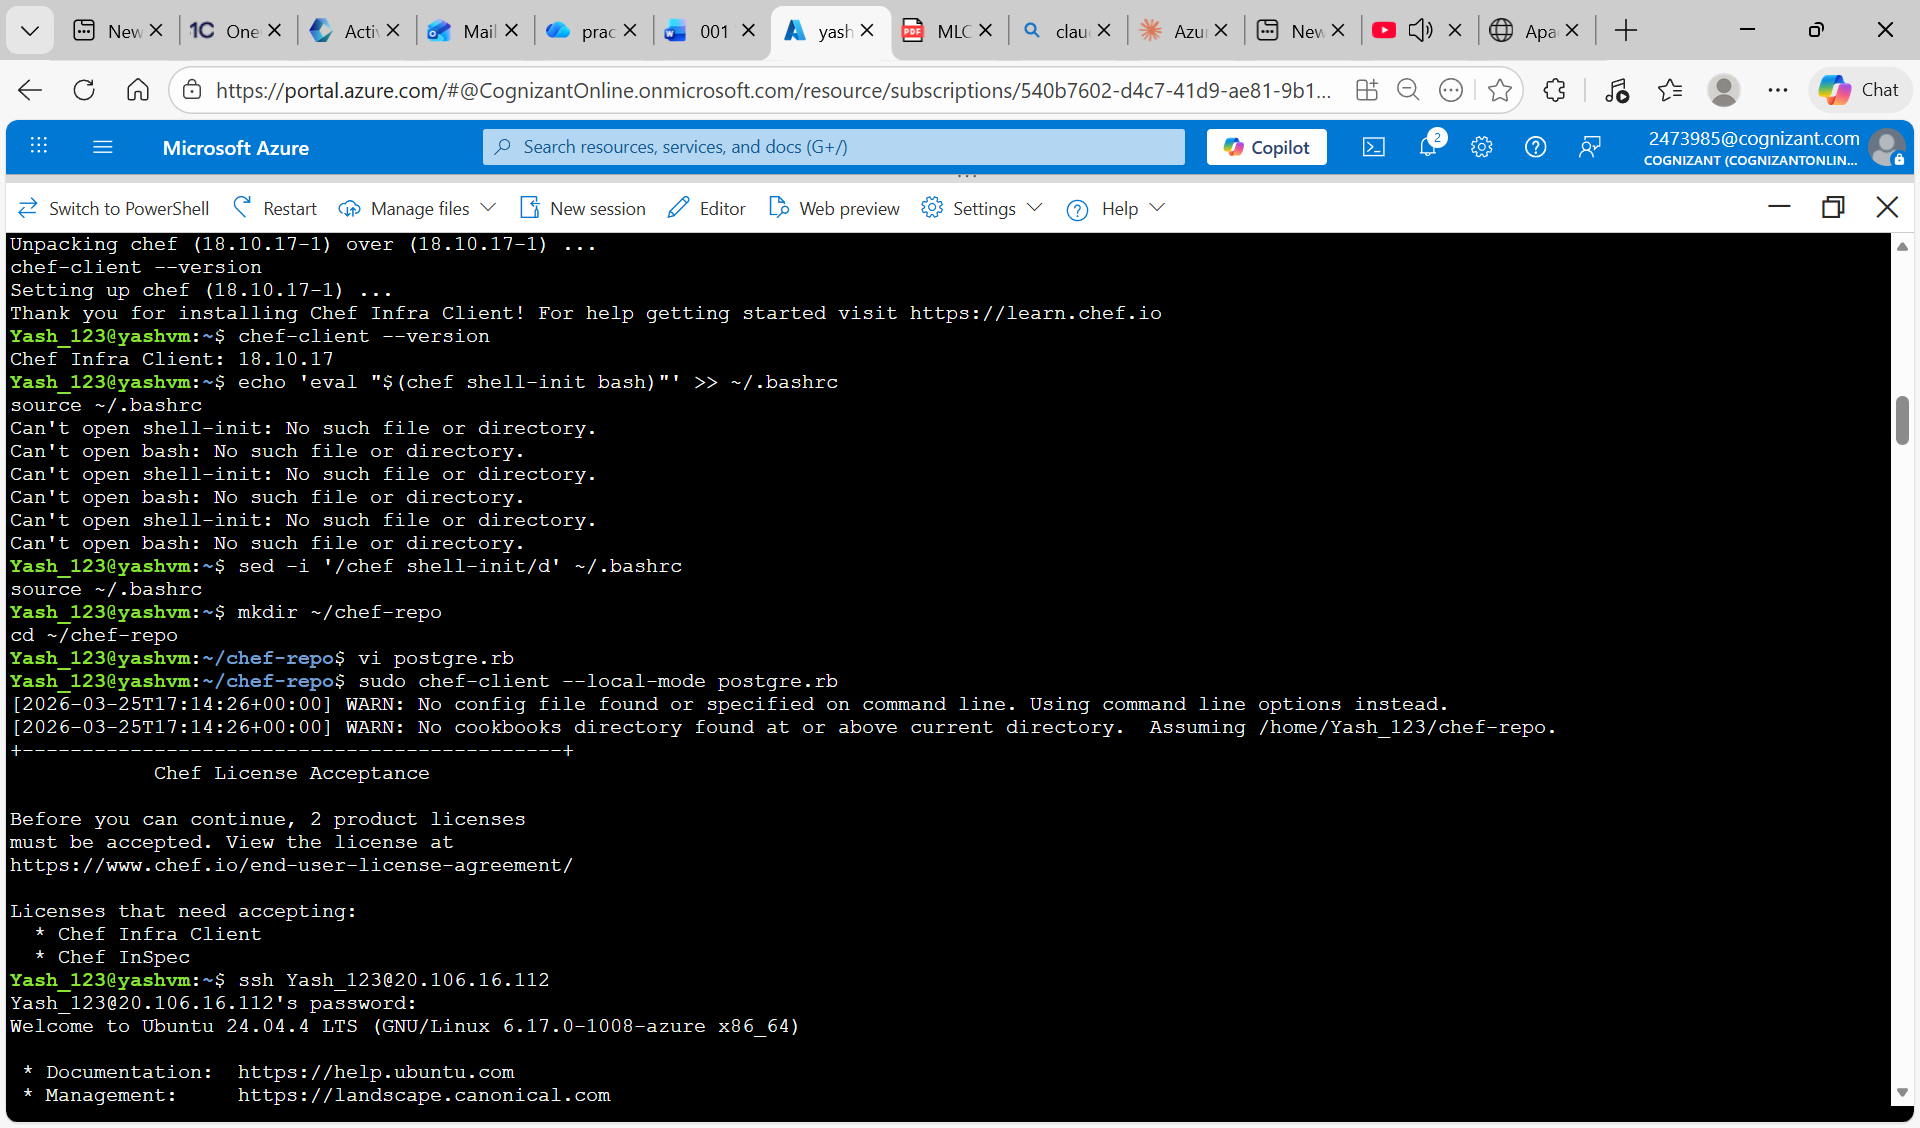 New
One
Activ
Mail
prac
001
yash
MLC
clau
Azu
New
Apa
https://portal.azure.com/#@CognizantOnline.onmicrosoft.com/resource/subscriptions/540b7602-d4c7-41d9-ae81-9b1...
Chat
Microsoft Azure
Search resources, services, and docs (G+/)
Copilot
2
2473985@cognizant.com
COGNIZANT (COGNIZANTONLIN...
Switch to PowerShell
Restart
Manage files
New session
Editor
Web preview
Settings
Help
Unpacking chef (18.10.17-1) over (18.10.17-1) ...
chef-client --version
Setting up chef (18.10.17-1) ...
Thank you for installing Chef Infra Client! For help getting started visit https://learn.chef.io
Yash_123@yashvm:~$ chef-client --version
Chef Infra Client: 18.10.17
Yash_123@yashvm:~$ echo 'eval "$(chef shell-init bash)"' >> ~/.bashrc
source ~/.bashrc
Can't open shell-init: No such file or directory.
Can't open bash: No such file or directory.
Can't open shell-init: No such file or directory.
Can't open bash: No such file or directory.
Can't open shell-init: No such file or directory.
Can't open bash: No such file or directory.
Yash_123@yashvm:~$ sed -i '/chef shell-init/d' ~/.bashrc
source ~/.bashrc
Yash_123@yashvm:~$ mkdir ~/chef-repo
cd ~/chef-repo
Yash_123@yashvm:~/chef-repo$ vi postgre.rb
Yash_123@yashvm:~/chef-repo$ sudo chef-client --local-mode postgre.rb
[2026-03-25T17:14:26+00:00] WARN: No config file found or specified on command line. Using command line options instead.
[2026-03-25T17:14:26+00:00] WARN: No cookbooks directory found at or above current directory.  Assuming /home/Yash_123/chef-repo.
+---------------------------------------------+
Chef License Acceptance
Before you can continue, 2 product licenses
must be accepted. View the license at
https://www.chef.io/end-user-license-agreement/
Licenses that need accepting:
* Chef Infra Client
* Chef InSpec
Yash_123@yashvm:~$ ssh Yash_123@20.106.16.112
Yash_123@20.106.16.112's password:
Welcome to Ubuntu 24.04.4 LTS (GNU/Linux 6.17.0-1008-azure x86_64)
* Documentation:  https://help.ubuntu.com
* Management:     https://landscape.canonical.com